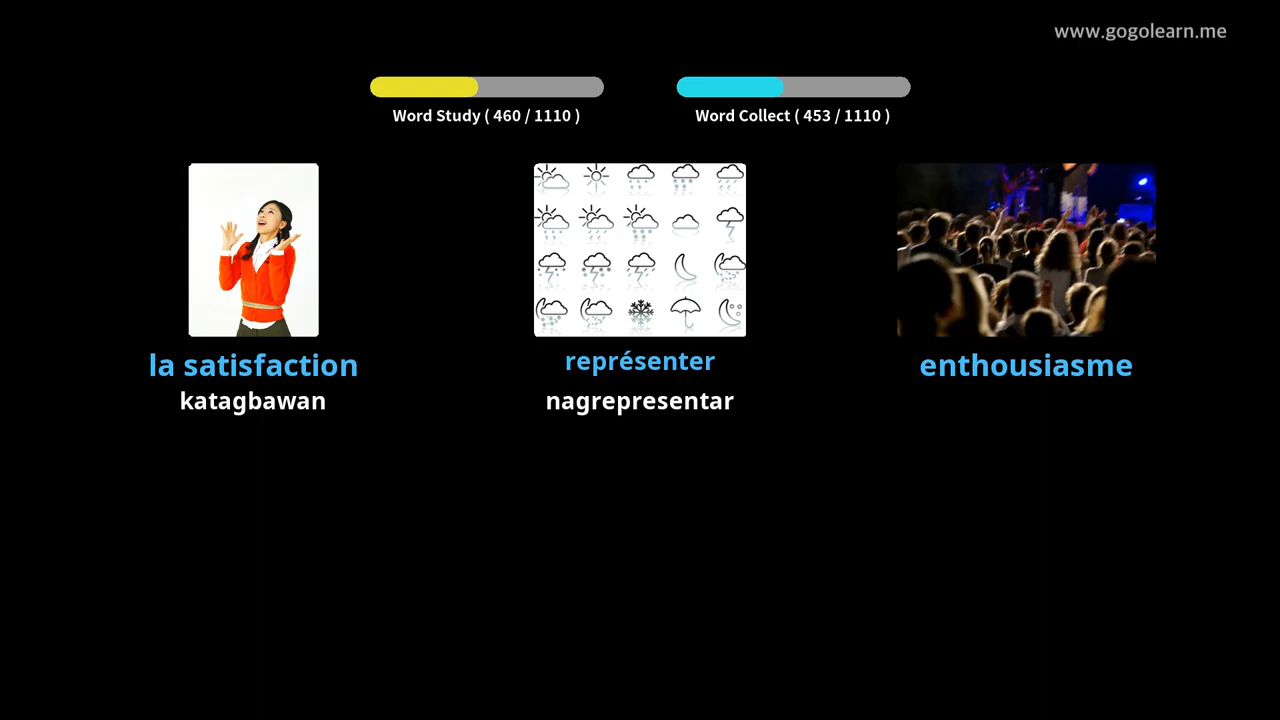 www.gogolearn.me
Word Study ( 460 / 1110 )
Word Collect ( 453 / 1110 )
la satisfaction
katagbawan
représenter
nagrepresentar
enthousiasme